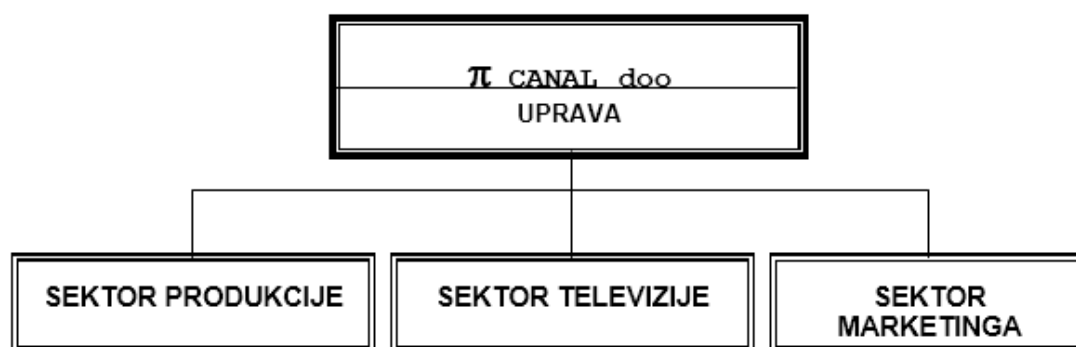 π CANAL doo
UPRAVA
SEKTOR PRODUKCIJE
SEKTOR TELEVIZIJE
SEKTOR
MARKETINGA